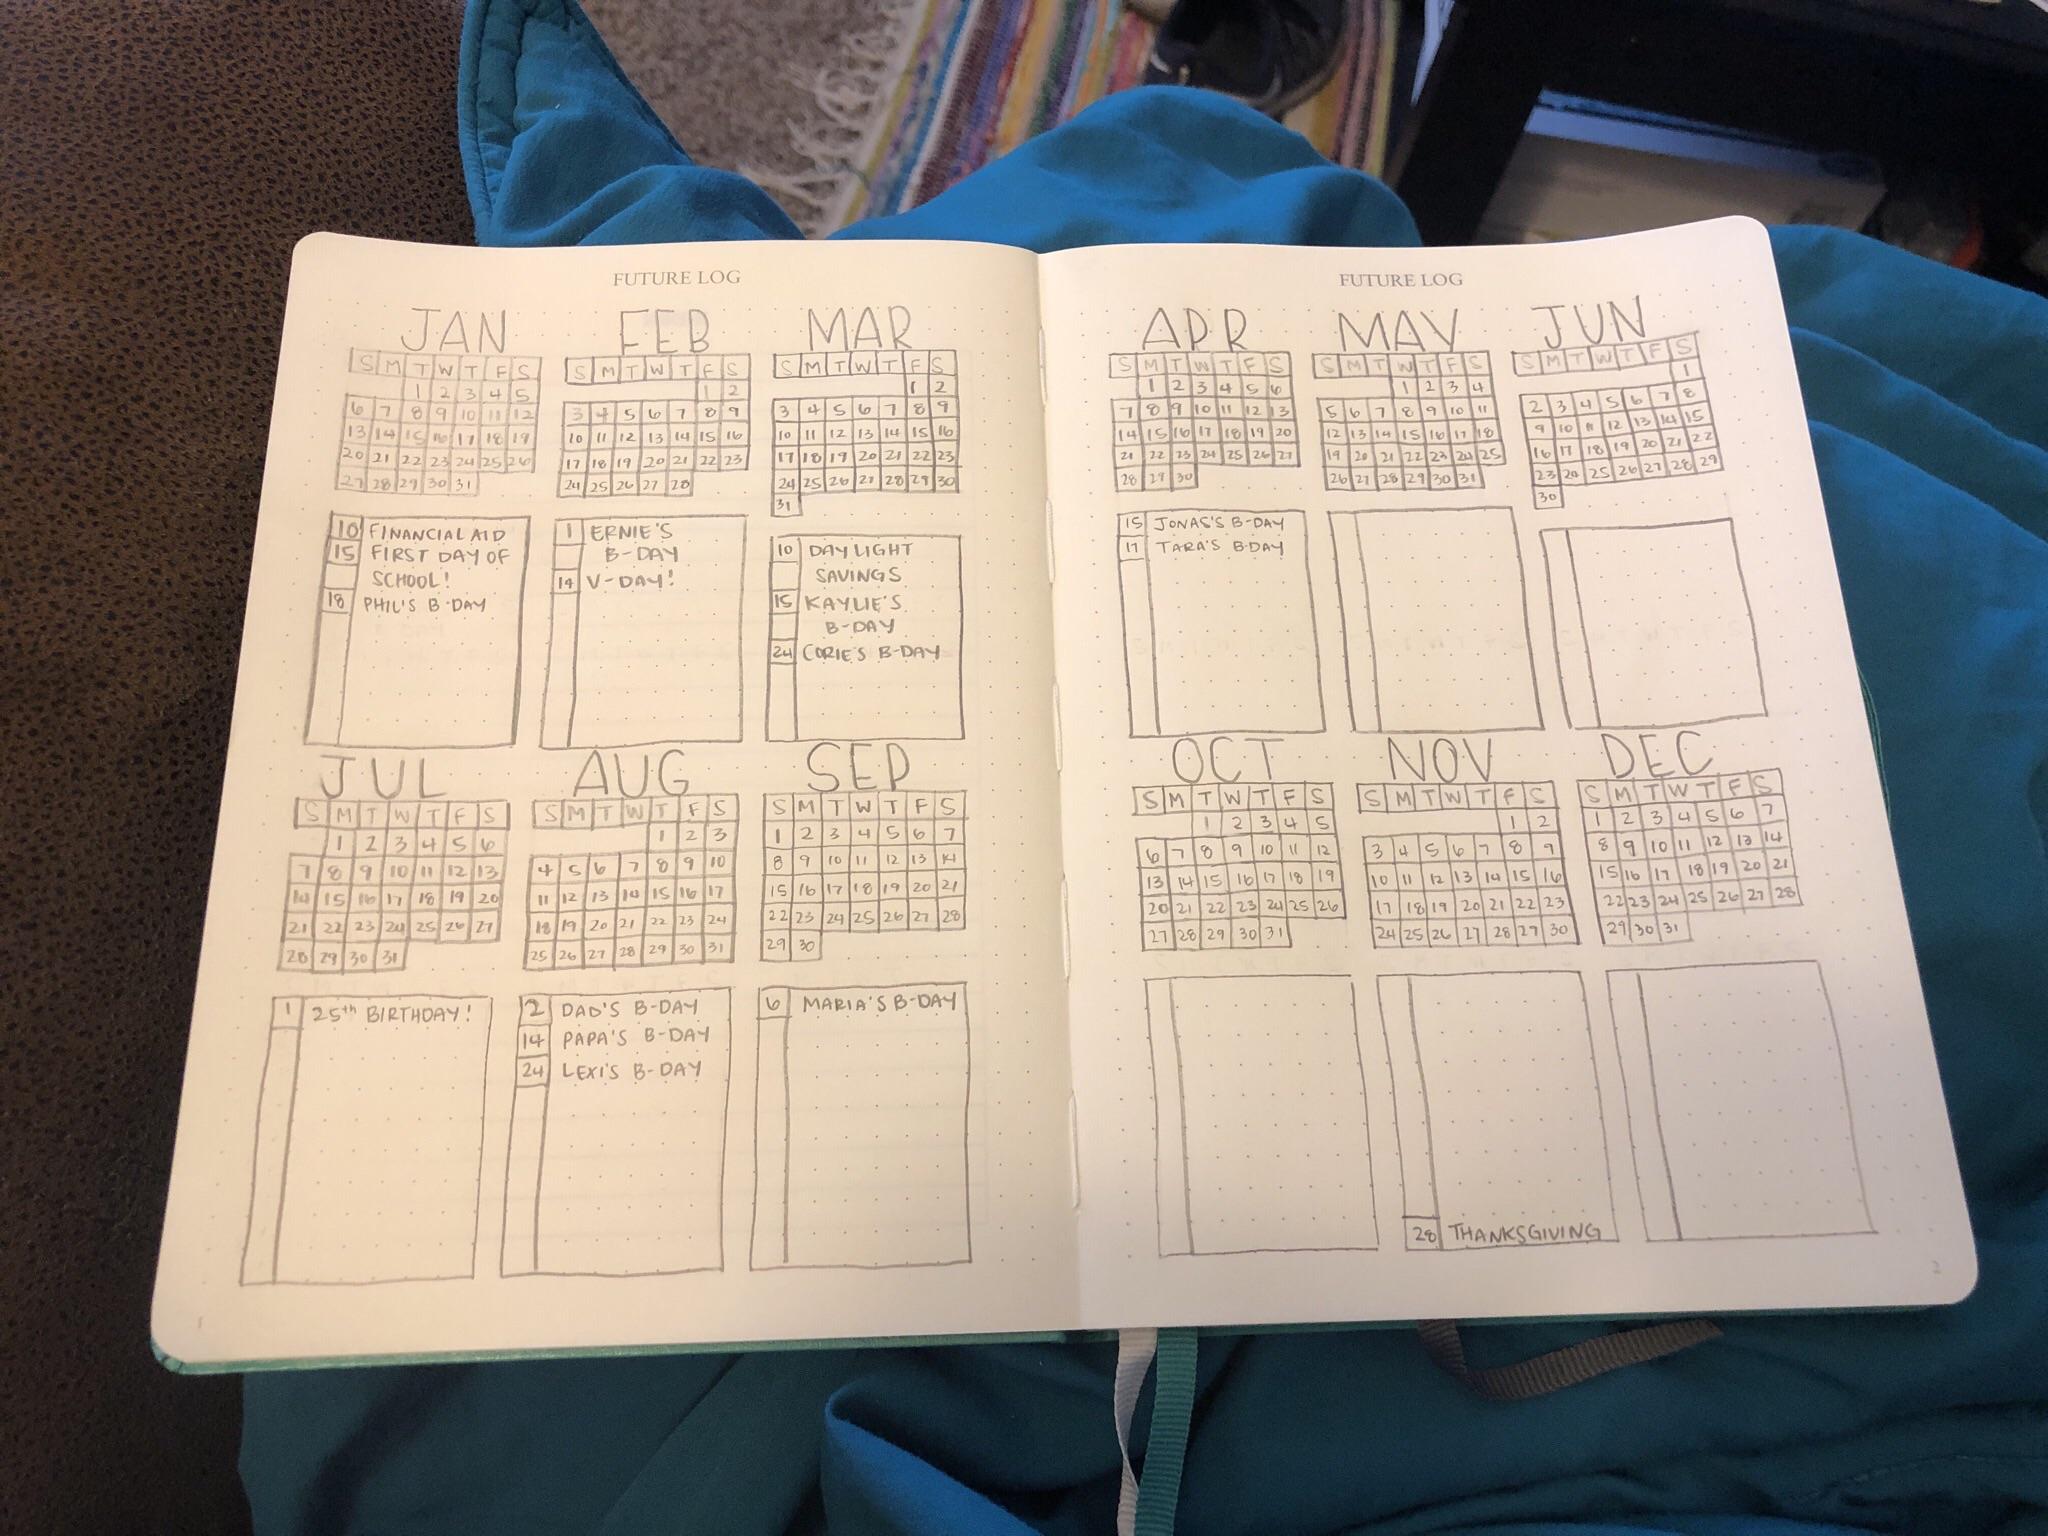 FUTURE LOG
JAN
S M T W T F S
1 2 3 4 5
6 7 8 9 10 11 12
13 14 15 16 17 18 19
20 21 22 23 24 25 26
27 28 29 30 31
10 FINANCIAL AID
15 FIRST DAY OF
SCHOOL!
18 PHIL'S B-DAY
FEB
S M T W T F S
1 2
3 4 5 6 7 8 9
10 11 12 13 14 15 16
17 18 19 20 21 22 23
24 25 26 27 28
1 ERNIE'S
B-DAY
14 V-DAY!
MAR
S M T W T F S
1 2
3 4 5 6 7 8 9
10 11 12 13 14 15 16
17 18 19 20 21 22 23
24 25 26 27 28 29 30
31
10 DAYLIGHT
SAVINGS
15 KAYLIE'S
B-DAY
24 CORIE'S B-DAY
JUL
S M T W T F S
1 2 3 4 5 6
7 8 9 10 11 12 13
14 15 16 17 18 19 20
21 22 23 24 25 26 27
28 29 30 31
1 25th BIRTHDAY!
AUG
S M T W T F S
1 2 3
4 5 6 7 8 9 10
11 12 13 14 15 16 17
18 19 20 21 22 23 24
25 26 27 28 29 30 31
2 DAD'S B-DAY
14 PAPA'S B-DAY
24 LEXI'S B-DAY
SEP
S M T W T F S
1 2 3 4 5 6 7
8 9 10 11 12 13 14
15 16 17 18 19 20 21
22 23 24 25 26 27 28
29 30
6 MARIA'S B-DAY
1
FUTURE LOG
APR
S M T W T F S
1 2 3 4 5 6
7 8 9 10 11 12 13
14 15 16 17 18 19 20
21 22 23 24 25 26 27
28 29 30
15 JONAS'S B-DAY
17 TARA'S B-DAY
MAY
S M T W T F S
1 2 3 4
5 6 7 8 9 10 11
12 13 14 15 16 17 18
19 20 21 22 23 24 25
26 27 28 29 30 31
JUN
S M T W T F S
1
2 3 4 5 6 7 8
9 10 11 12 13 14 15
16 17 18 19 20 21 22
23 24 25 26 27 28 29
30
OCT
S M T W T F S
1 2 3 4 5
6 7 8 9 10 11 12
13 14 15 16 17 18 19
20 21 22 23 24 25 26
27 28 29 30 31
NOV
S M T W T F S
1 2
3 4 5 6 7 8 9
10 11 12 13 14 15 16
17 18 19 20 21 22 23
24 25 26 27 28 29 30
28 THANKSGIVING
DEC
S M T W T F S
1 2 3 4 5 6 7
8 9 10 11 12 13 14
15 16 17 18 19 20 21
22 23 24 25 26 27 28
29 30 31
2